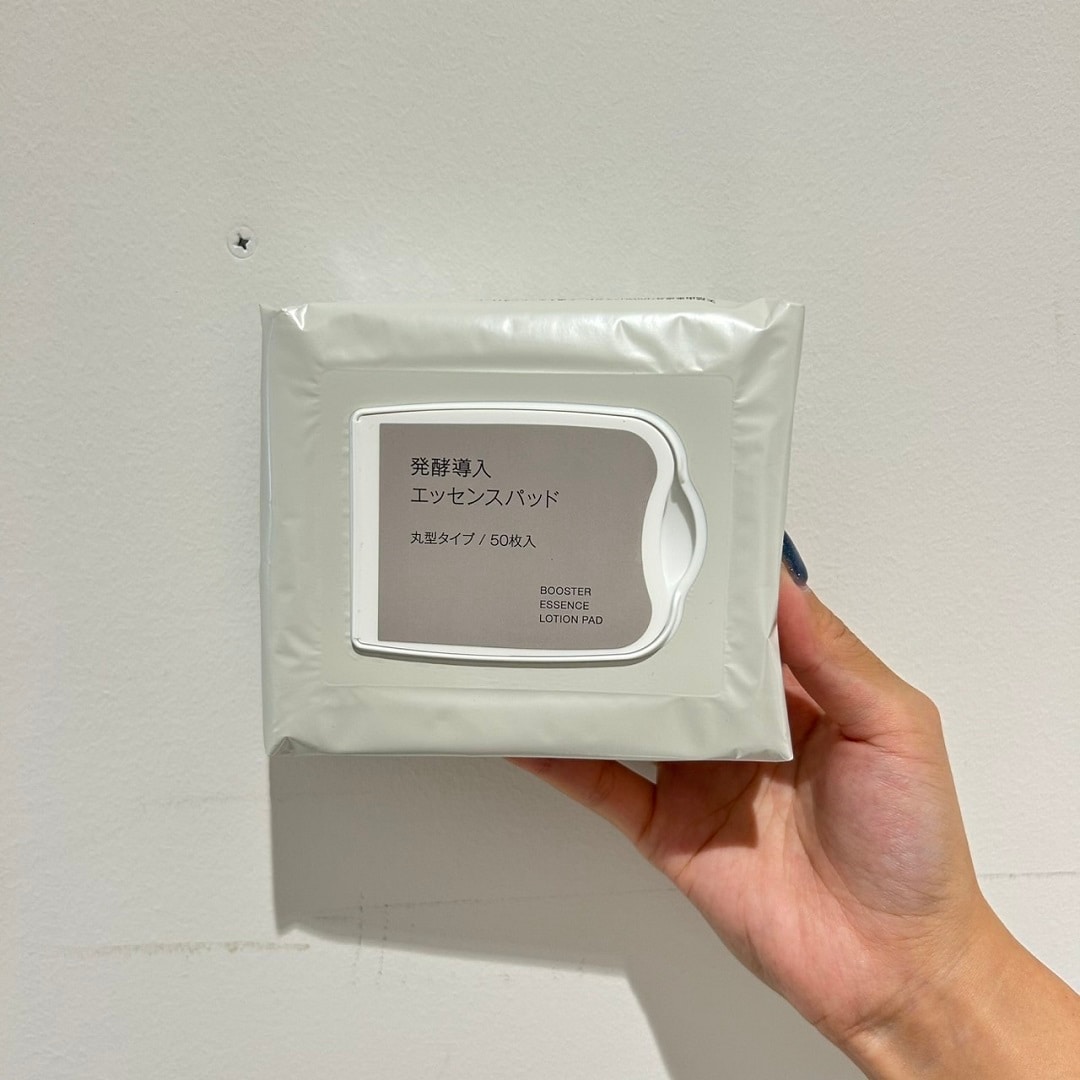 発酵導入
エッセンスパッド
丸型タイプ / 50枚入
BOOSTER
ESSENCE
LOTION PAD